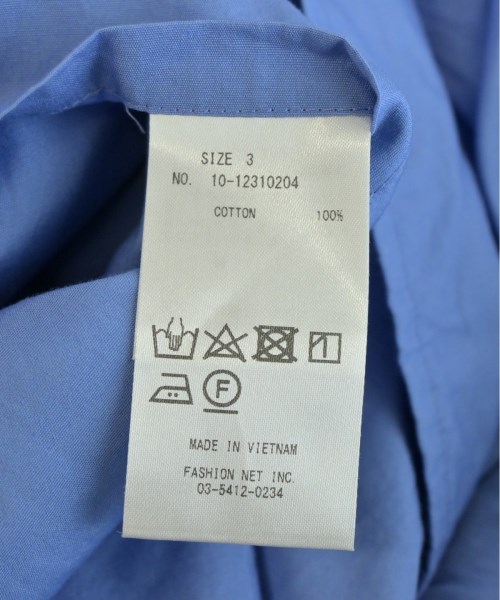 SIZE 3
NO. 10-12310204
COTTON 100%
F
MADE IN VIETNAM
FASHION NET INC.
03-5412-0234